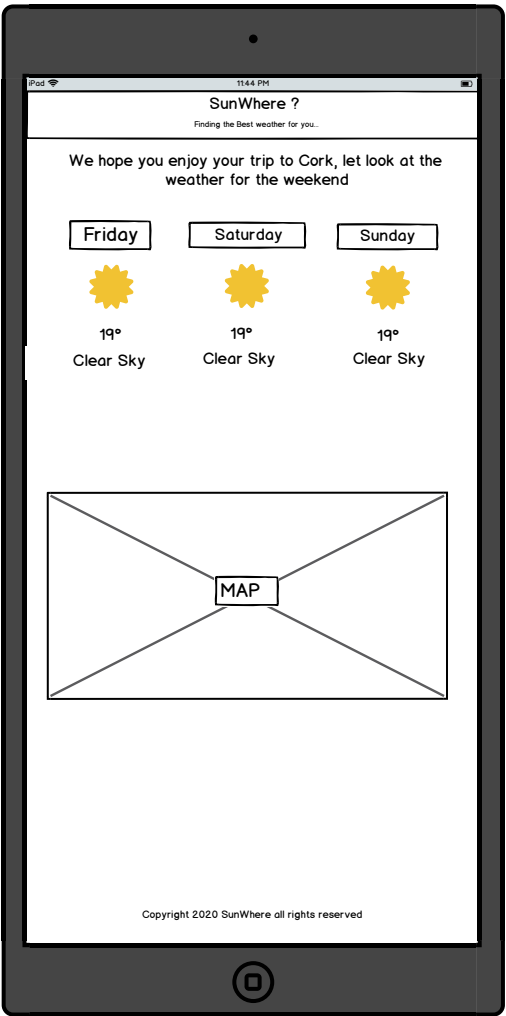 iPad 11:44 PM
SunWhere ?
Finding the Best weather for you...
We hope you enjoy your trip to Cork, let look at the
weather for the weekend
Friday Saturday Sunday
19° 19° 19°
Clear Sky Clear Sky Clear Sky
MAP
Copyright 2020 SunWhere all rights reserved